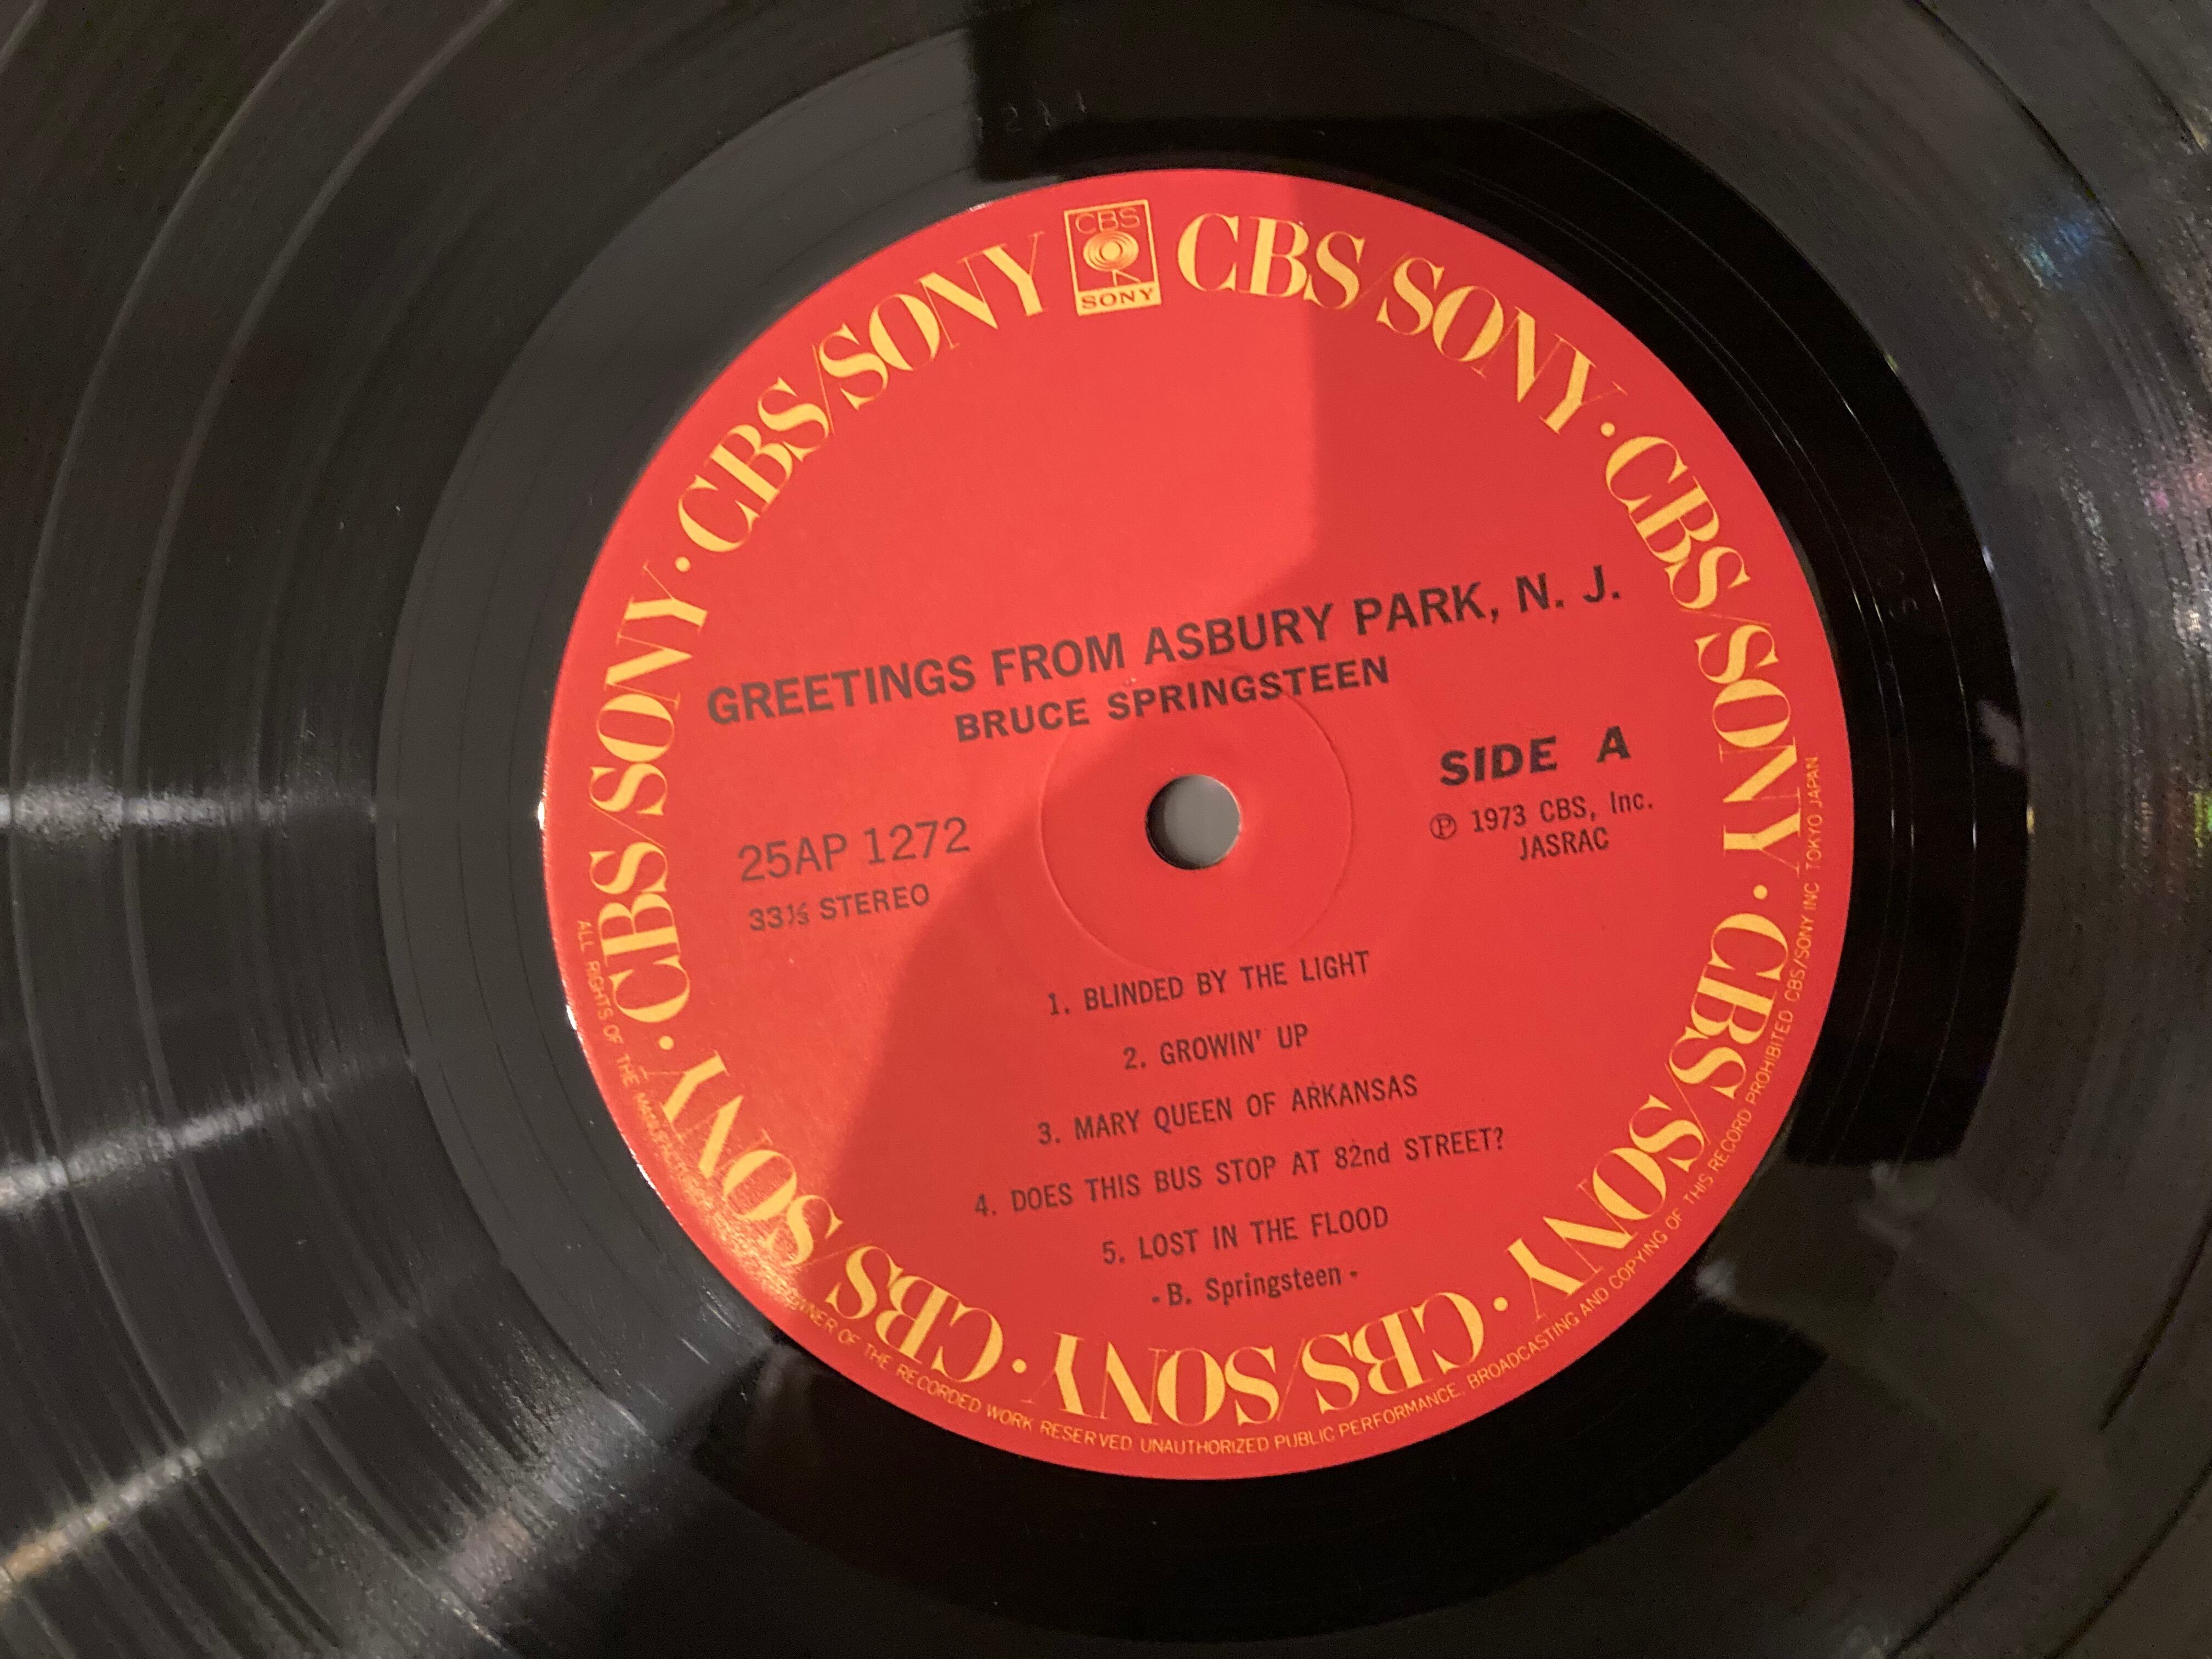 CBS
SONY
CBS/SONY · CBS/SONY · CBS/SONY · CBS/SONY · CBS/SONY · CBS/SONY · CBS/SONY · CBS/SONY
GREETINGS FROM ASBURY PARK, N. J.
BRUCE SPRINGSTEEN
SIDE A
25AP 1272
℗ 1973 CBS, Inc.
33⅓ STEREO
JASRAC
1. BLINDED BY THE LIGHT
2. GROWIN' UP
3. MARY QUEEN OF ARKANSAS
4. DOES THIS BUS STOP AT 82nd STREET?
5. LOST IN THE FLOOD
- B. Springsteen -
ALL RIGHTS OF THE OWNER OF THE RECORDED WORK RESERVED. UNAUTHORIZED PUBLIC PERFORMANCE. BROADCASTING AND COPYING OF THIS RECORD PROHIBITED CBS/SONY INC TOKYO JAPAN